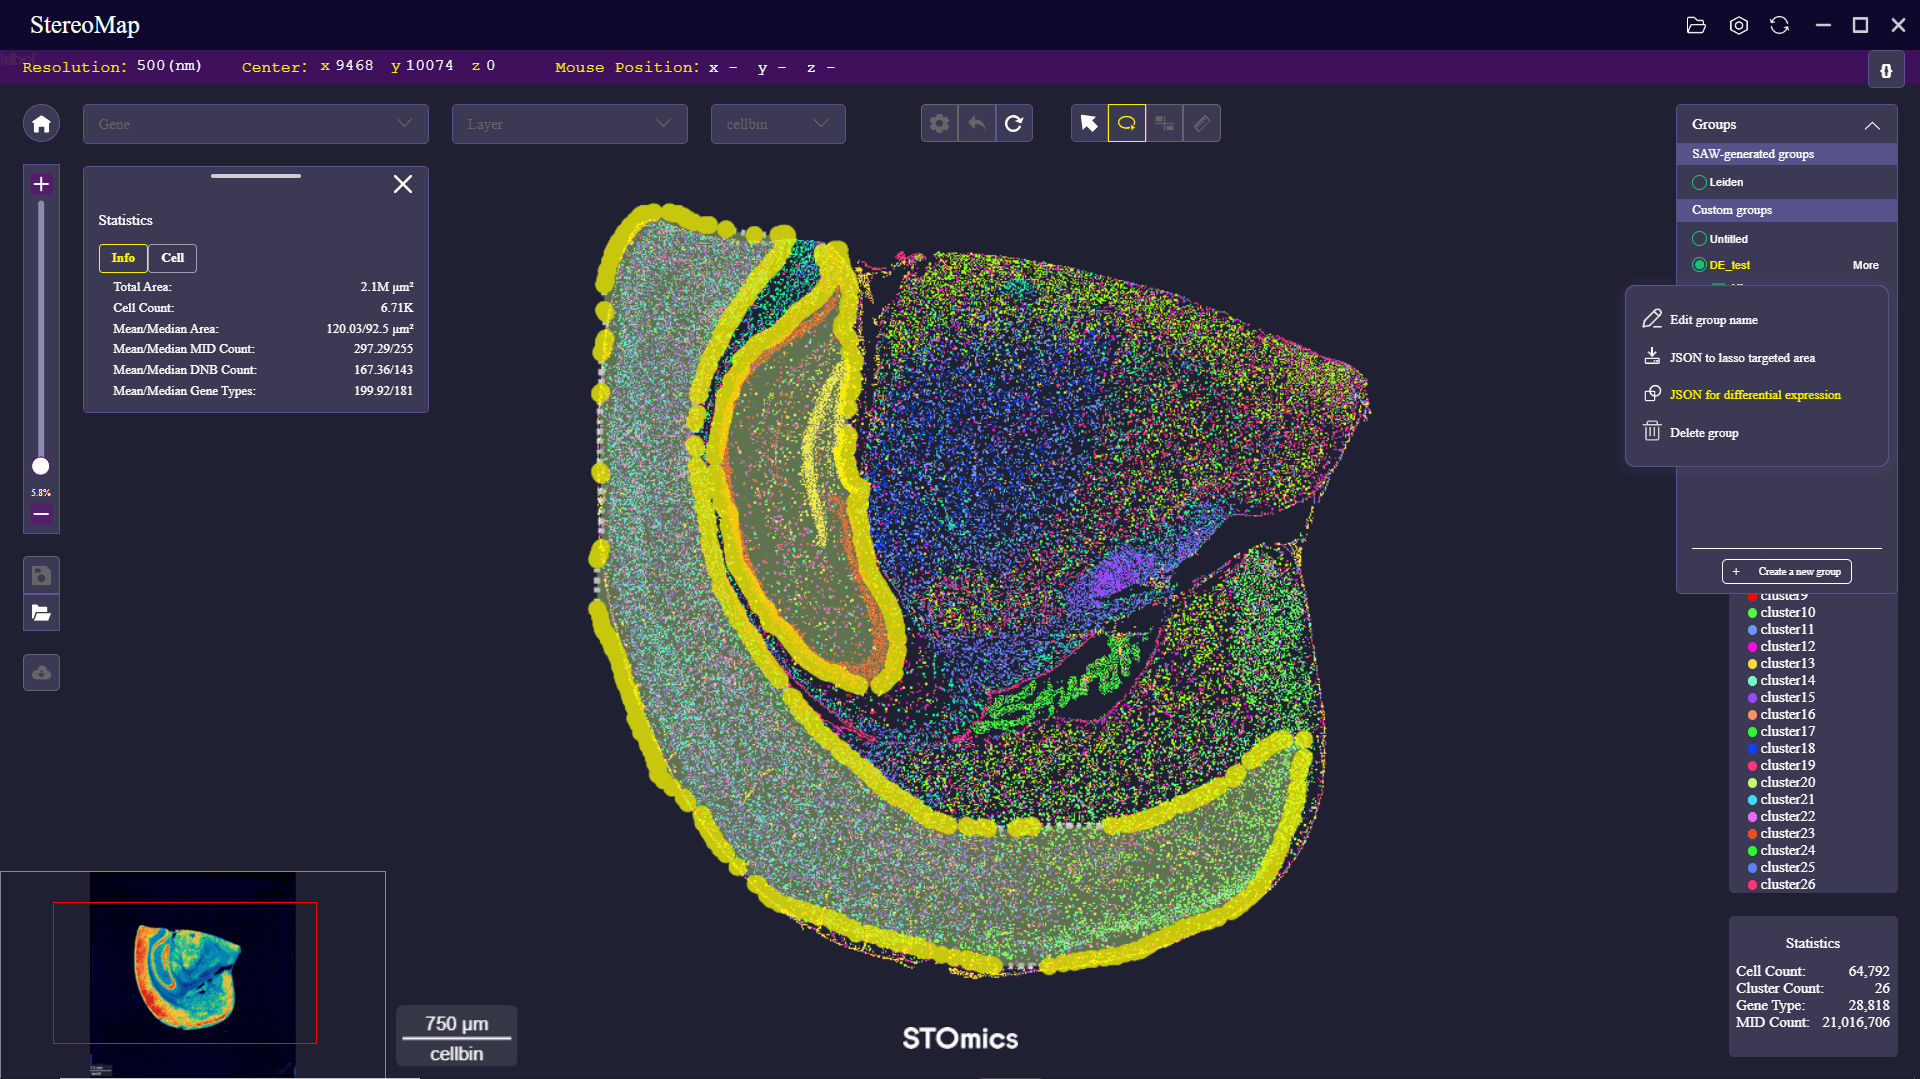 StereoMap
Resolution: 500(nm) Center: x 9468 y 10074 z 0 Mouse Position: x - y - z -
Gene
Layer
cellbin
Statistics
Info Cell
Total Area: 2.1M μm²
Cell Count: 6.71K
Mean/Median Area: 120.03/92.5 μm²
Mean/Median MID Count: 297.29/255
Mean/Median DNB Count: 167.36/143
Mean/Median Gene Types: 199.92/181
5.8%
Groups
SAW-generated groups
Leiden
Custom groups
Untitled
DE_test More
Edit group name
JSON to lasso targeted area
JSON for differential expression
Delete group
+ Create a new group
cluster9
cluster10
cluster11
cluster12
cluster13
cluster14
cluster15
cluster16
cluster17
cluster18
cluster19
cluster20
cluster21
cluster22
cluster23
cluster24
cluster25
cluster26
Statistics
Cell Count: 64,792
Cluster Count: 26
Gene Type: 28,818
MID Count: 21,016,706
750 μm
cellbin
STOmics